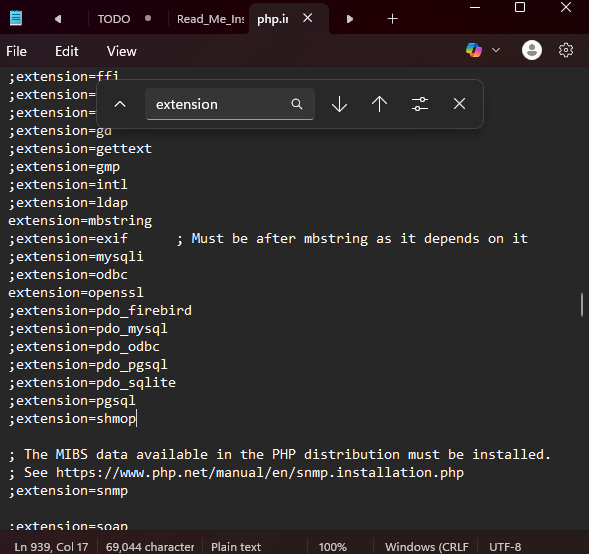 TODO
Read_Me_Ins
php.ii
File
Edit
View
;extension=ffi
;extension=
;extension=
;extension=gd
extension
;extension=gettext
;extension=gmp
;extension=intl
;extension=ldap
extension=mbstring
;extension=exif      ; Must be after mbstring as it depends on it
;extension=mysqli
;extension=odbc
extension=openssl
;extension=pdo_firebird
;extension=pdo_mysql
;extension=pdo_odbc
;extension=pdo_pgsql
;extension=pdo_sqlite
;extension=pgsql
;extension=shmop
; The MIBS data available in the PHP distribution must be installed.
; See https://www.php.net/manual/en/snmp.installation.php
;extension=snmp
;extension=soap
Ln 939, Col 17
69,044 character
Plain text
100%
Windows (CRLF
UTF-8